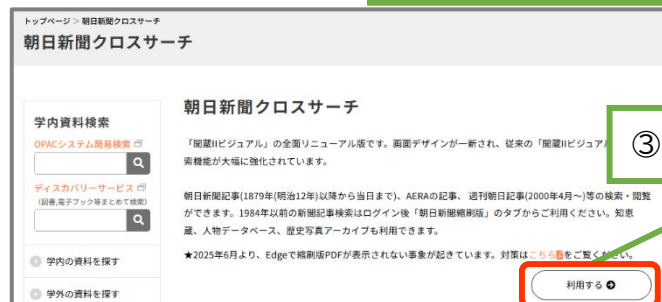 トップページ > 朝日新聞クロスサーチ
朝日新聞クロスサーチ
学内資料検索
OPACシステム簡易検索
ディスカバリーサービス
(図書,電子ブック等まとめて検索)
学内の資料を探す
学外の資料を探す
朝日新聞クロスサーチ
「聞蔵IIビジュアル」の全面リニューアル版です。画面デザインが一新され、従来の「聞蔵IIビジュア
索機能が大幅に強化されています。
朝日新聞記事(1879年(明治12年)以降から当日まで)、AERAの記事、週刊朝日記事(2000年4月~)等の検索・閲覧
ができます。1984年以前の新聞記事検索はログイン後「朝日新聞縮刷版」のタブからご利用ください。知恵
蔵、人物データベース、歴史写真アーカイブも利用できます。
★2025年6月より、Edgeで縮刷版PDFが表示されない事象が起きています。対策はこちらをご覧ください。
利用する
③